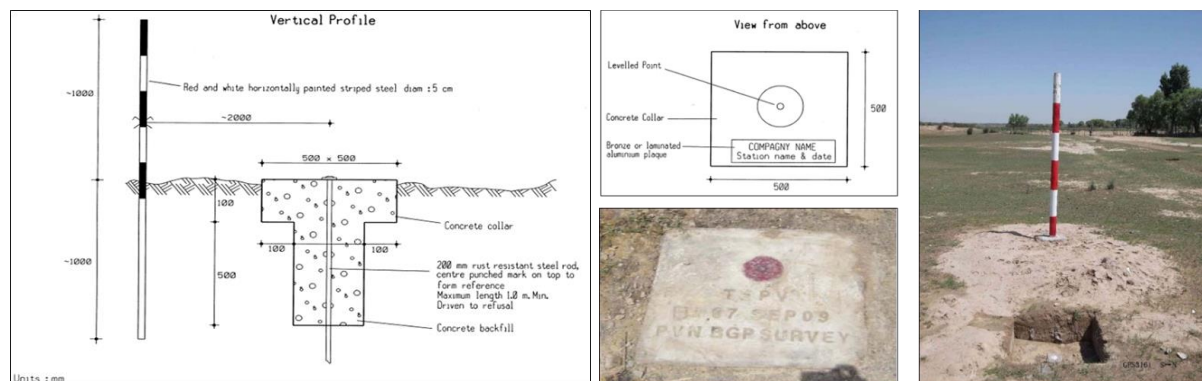 Vertical Profile
~1000
Red and white horizontally painted striped steel diam : 5 cm
~2000
500 x 500
100
Concrete collar
100
100
~1000
500
200 mm rust resistant steel rod,
centre punched mark on top to
form reference
Maximum length 1.0 m. Min.
Driven to refusal
Concrete backfill
Units : mm
View from above
Levelled Point
Concrete Collar
500
Bronze or laminated
aluminium plaque
COMPAGNY NAME
Station name & date
500
SEP 09
PVN BGP SURVEY